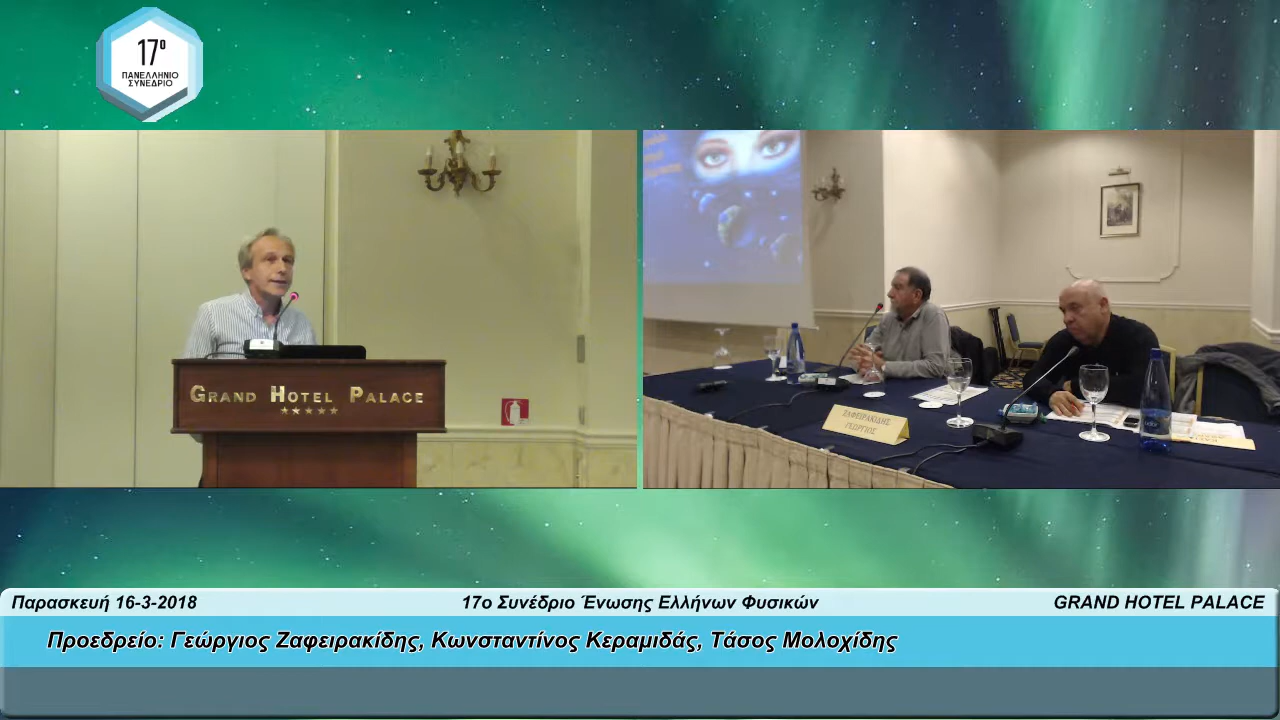 17ο
ΠΑΝΕΛΛΗΝΙΟ
ΣΥΝΕΔΡΙΟ
GRAND HOTEL PALACE
ΖΑΦΕΙΡΑΚΙΔΗΣ
ΓΕΩΡΓΙΟΣ
Παρασκευή 16-3-2018
17ο Συνέδριο Ένωσης Ελλήνων Φυσικών
GRAND HOTEL PALACE
Προεδρείο: Γεώργιος Ζαφειρακίδης, Κωνσταντίνος Κεραμιδάς, Τάσος Μολοχίδης